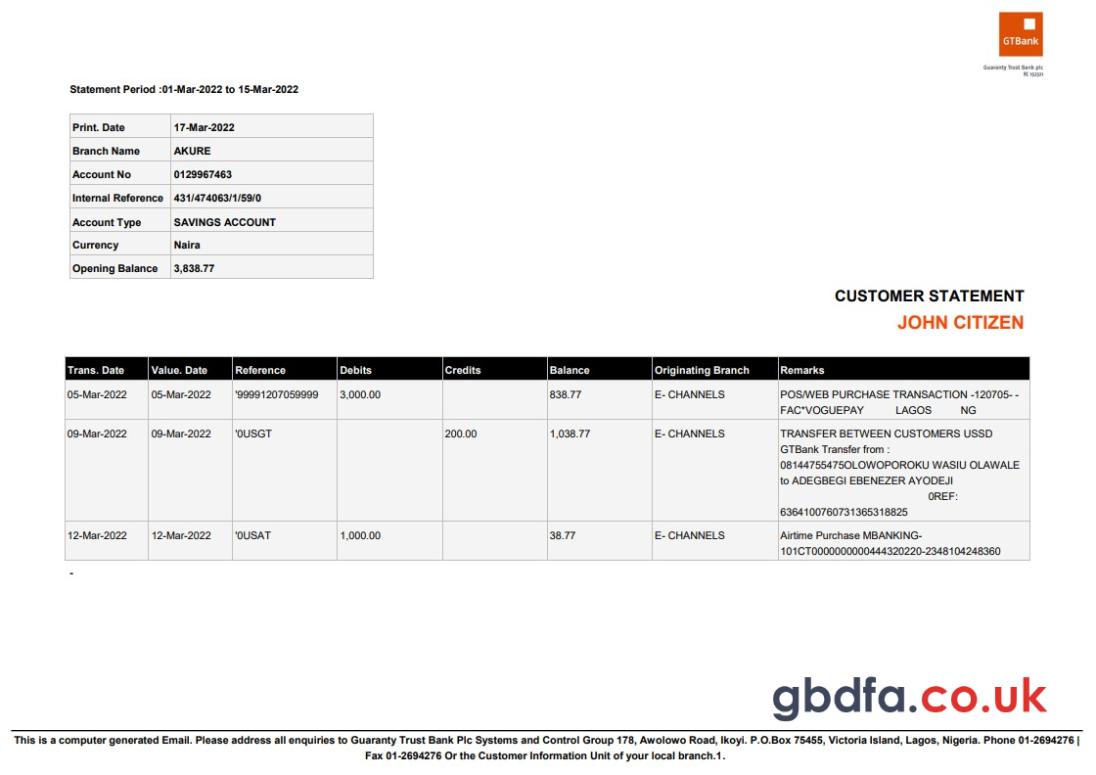 GTBank
Guaranty Trust Bank plc
RC 152321
Statement Period :01-Mar-2022 to 15-Mar-2022
Print. Date 17-Mar-2022
Branch Name AKURE
Account No 0129967463
Internal Reference 431/474063/1/59/0
Account Type SAVINGS ACCOUNT
Currency Naira
Opening Balance 3,838.77
CUSTOMER STATEMENT
JOHN CITIZEN
Trans. Date Value. Date Reference Debits Credits Balance Originating Branch Remarks
05-Mar-2022 05-Mar-2022 '99991207059999 3,000.00 838.77 E- CHANNELS POS/WEB PURCHASE TRANSACTION -120705- -
FAC*VOGUEPAY LAGOS NG
09-Mar-2022 09-Mar-2022 '0USGT 200.00 1,038.77 E- CHANNELS TRANSFER BETWEEN CUSTOMERS USSD
GTBank Transfer from :
08144755475OLOWOPOROKU WASIU OLAWALE
to ADEGBEGI EBENEZER AYODEJI
0REF:
6364100760731365318825
12-Mar-2022 12-Mar-2022 '0USAT 1,000.00 38.77 E- CHANNELS Airtime Purchase MBANKING-
101CT0000000000444320220-2348104248360
-
gbdfa.co.uk
This is a computer generated Email. Please address all enquiries to Guaranty Trust Bank Plc Systems and Control Group 178, Awolowo Road, Ikoyi. P.O.Box 75455, Victoria Island, Lagos, Nigeria. Phone 01-2694276 |
Fax 01-2694276 Or the Customer Information Unit of your local branch.1.